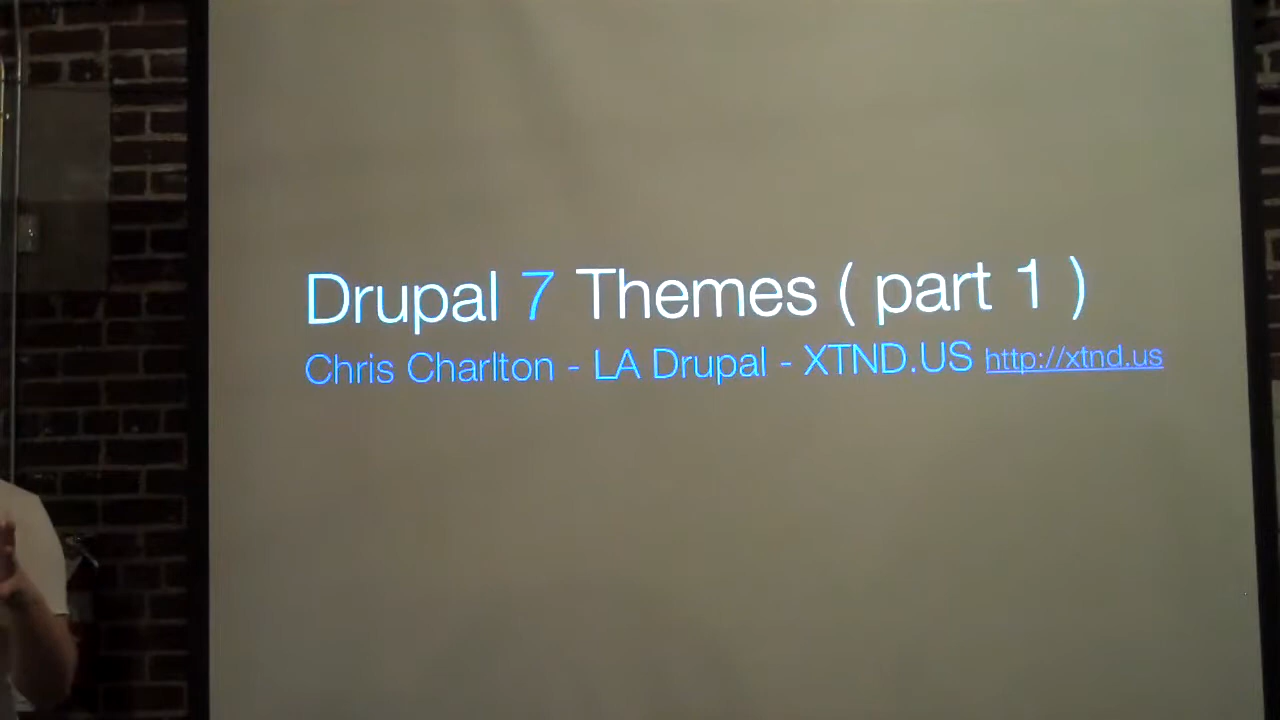 Drupal 7 Themes ( part 1 )
Chris Charlton - LA Drupal - XTND.US http://xtnd.us